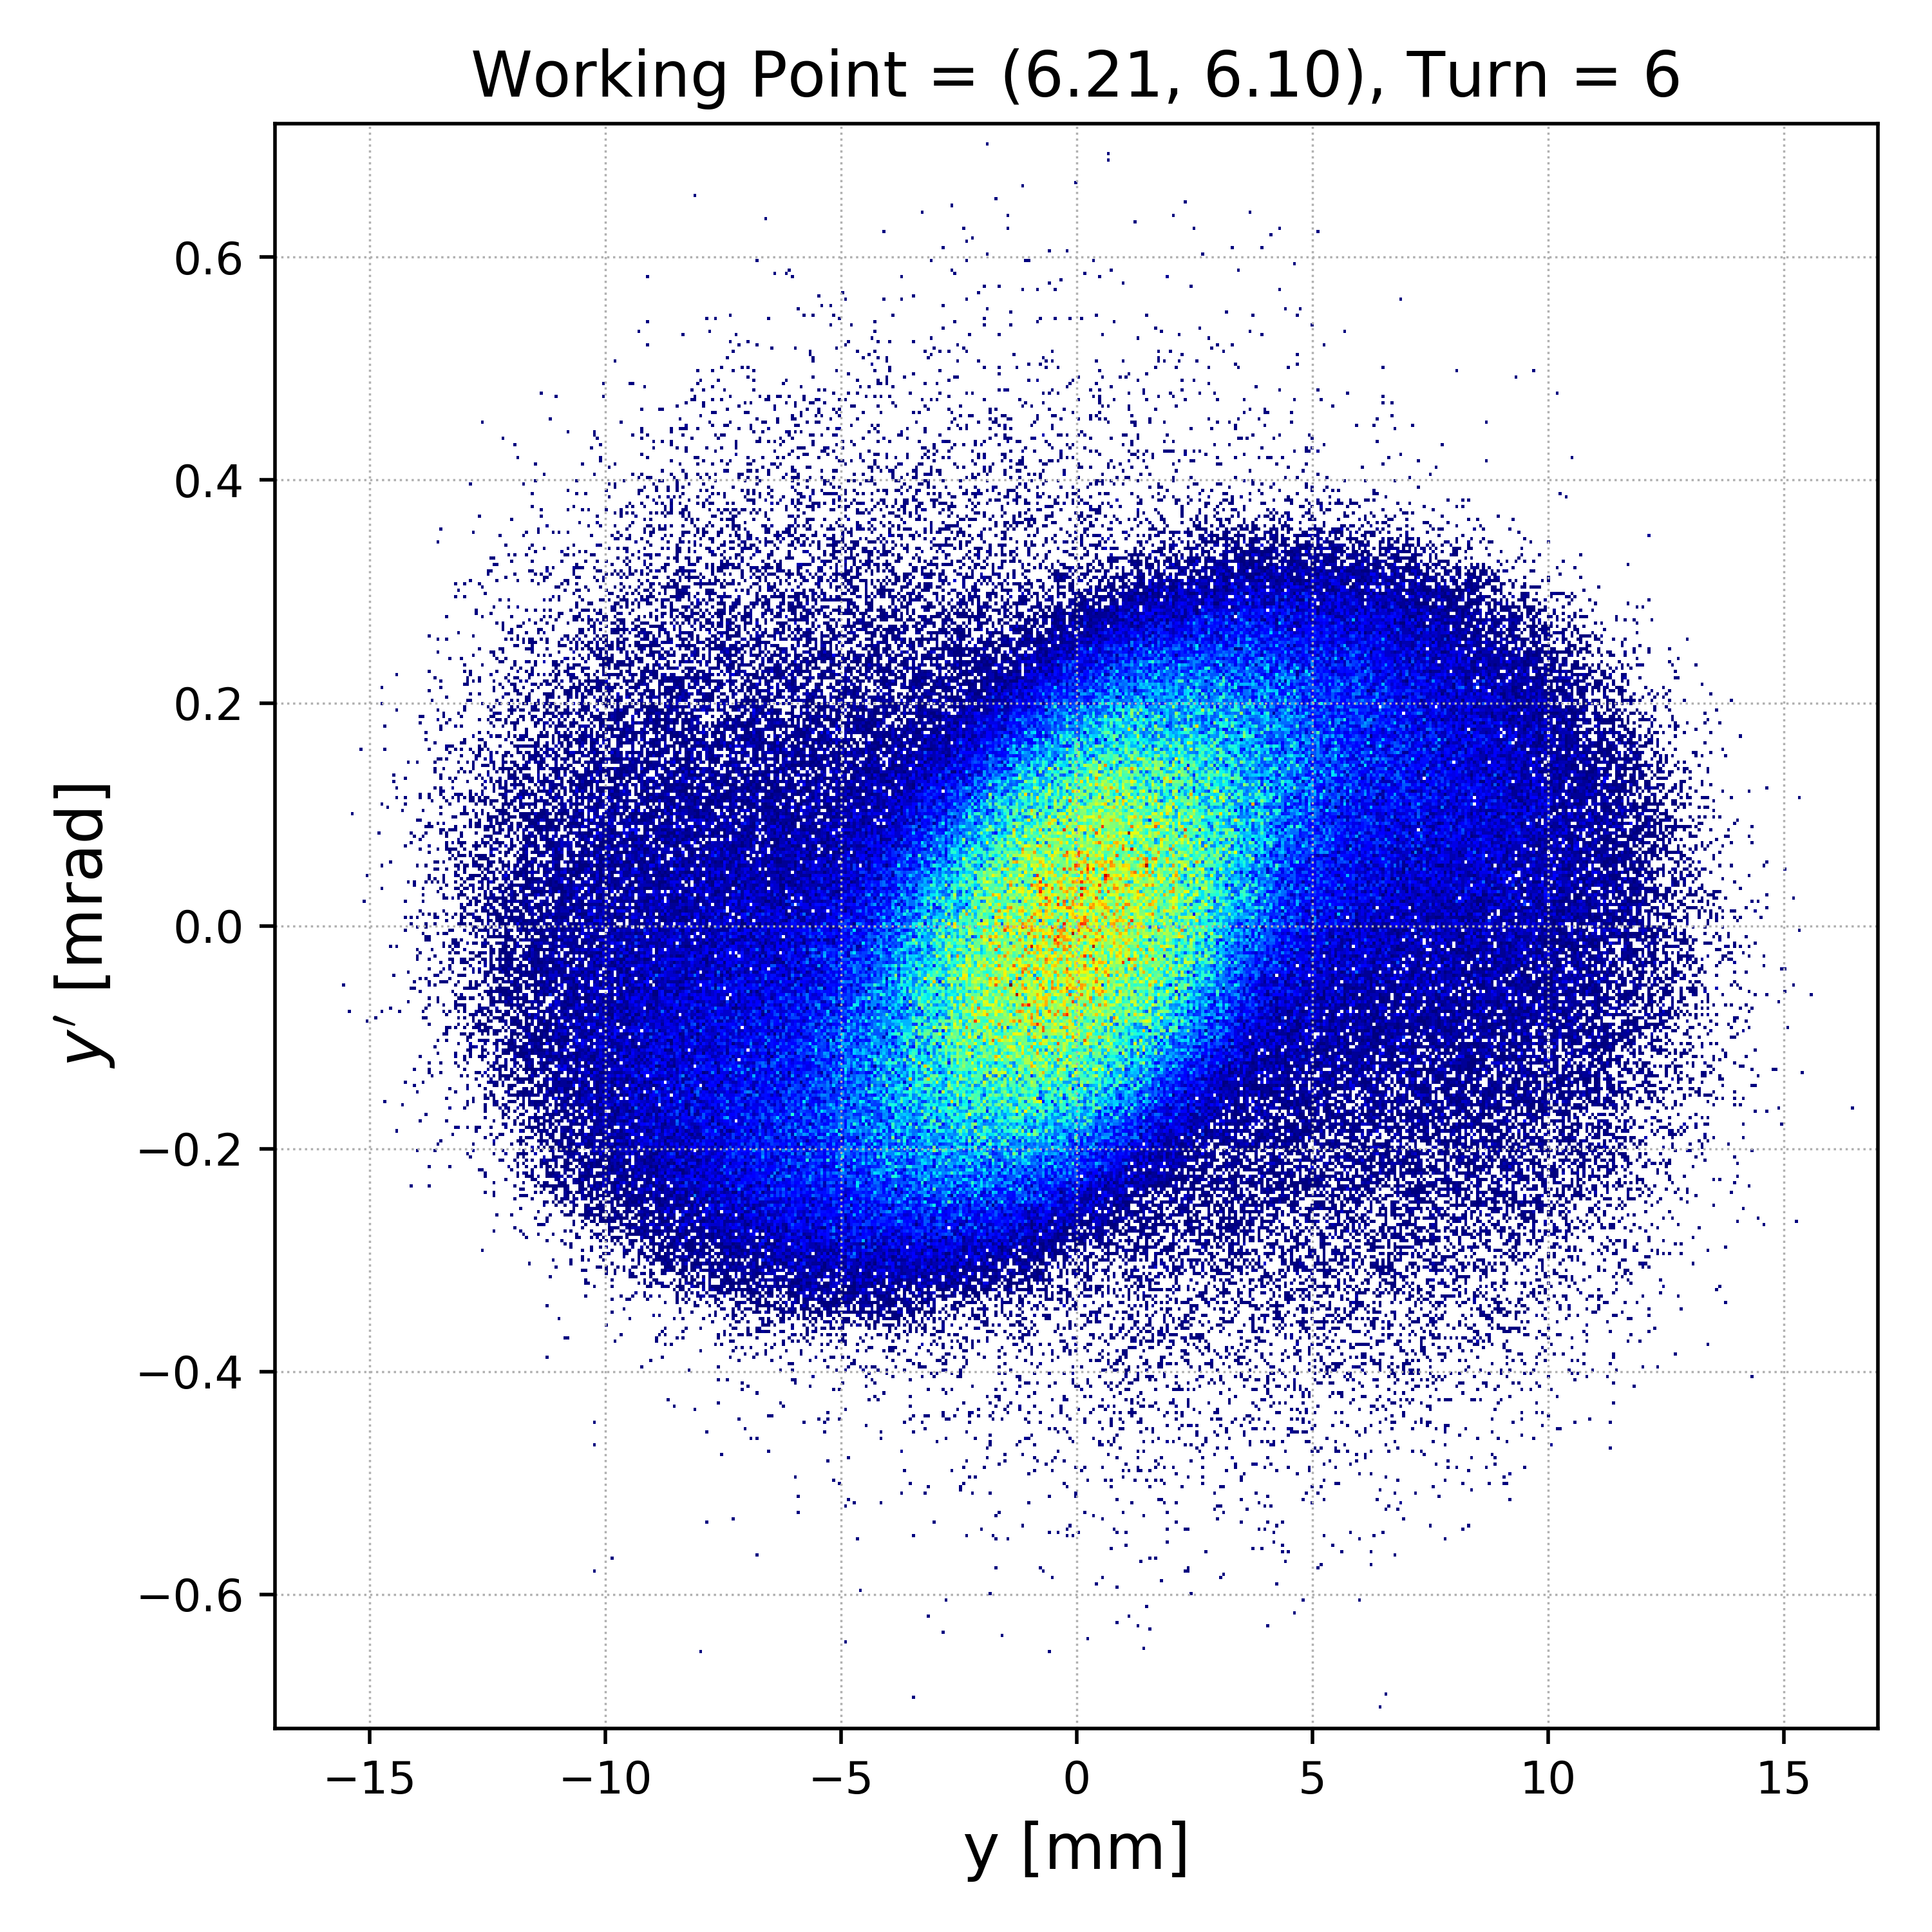 Working Point = (6.21, 6.10), Turn = 6
0.6
0.4
0.2
0.0
−0.2
−0.4
−0.6
y′ [mrad]
−15 −10 −5 0 5 10 15
y [mm]